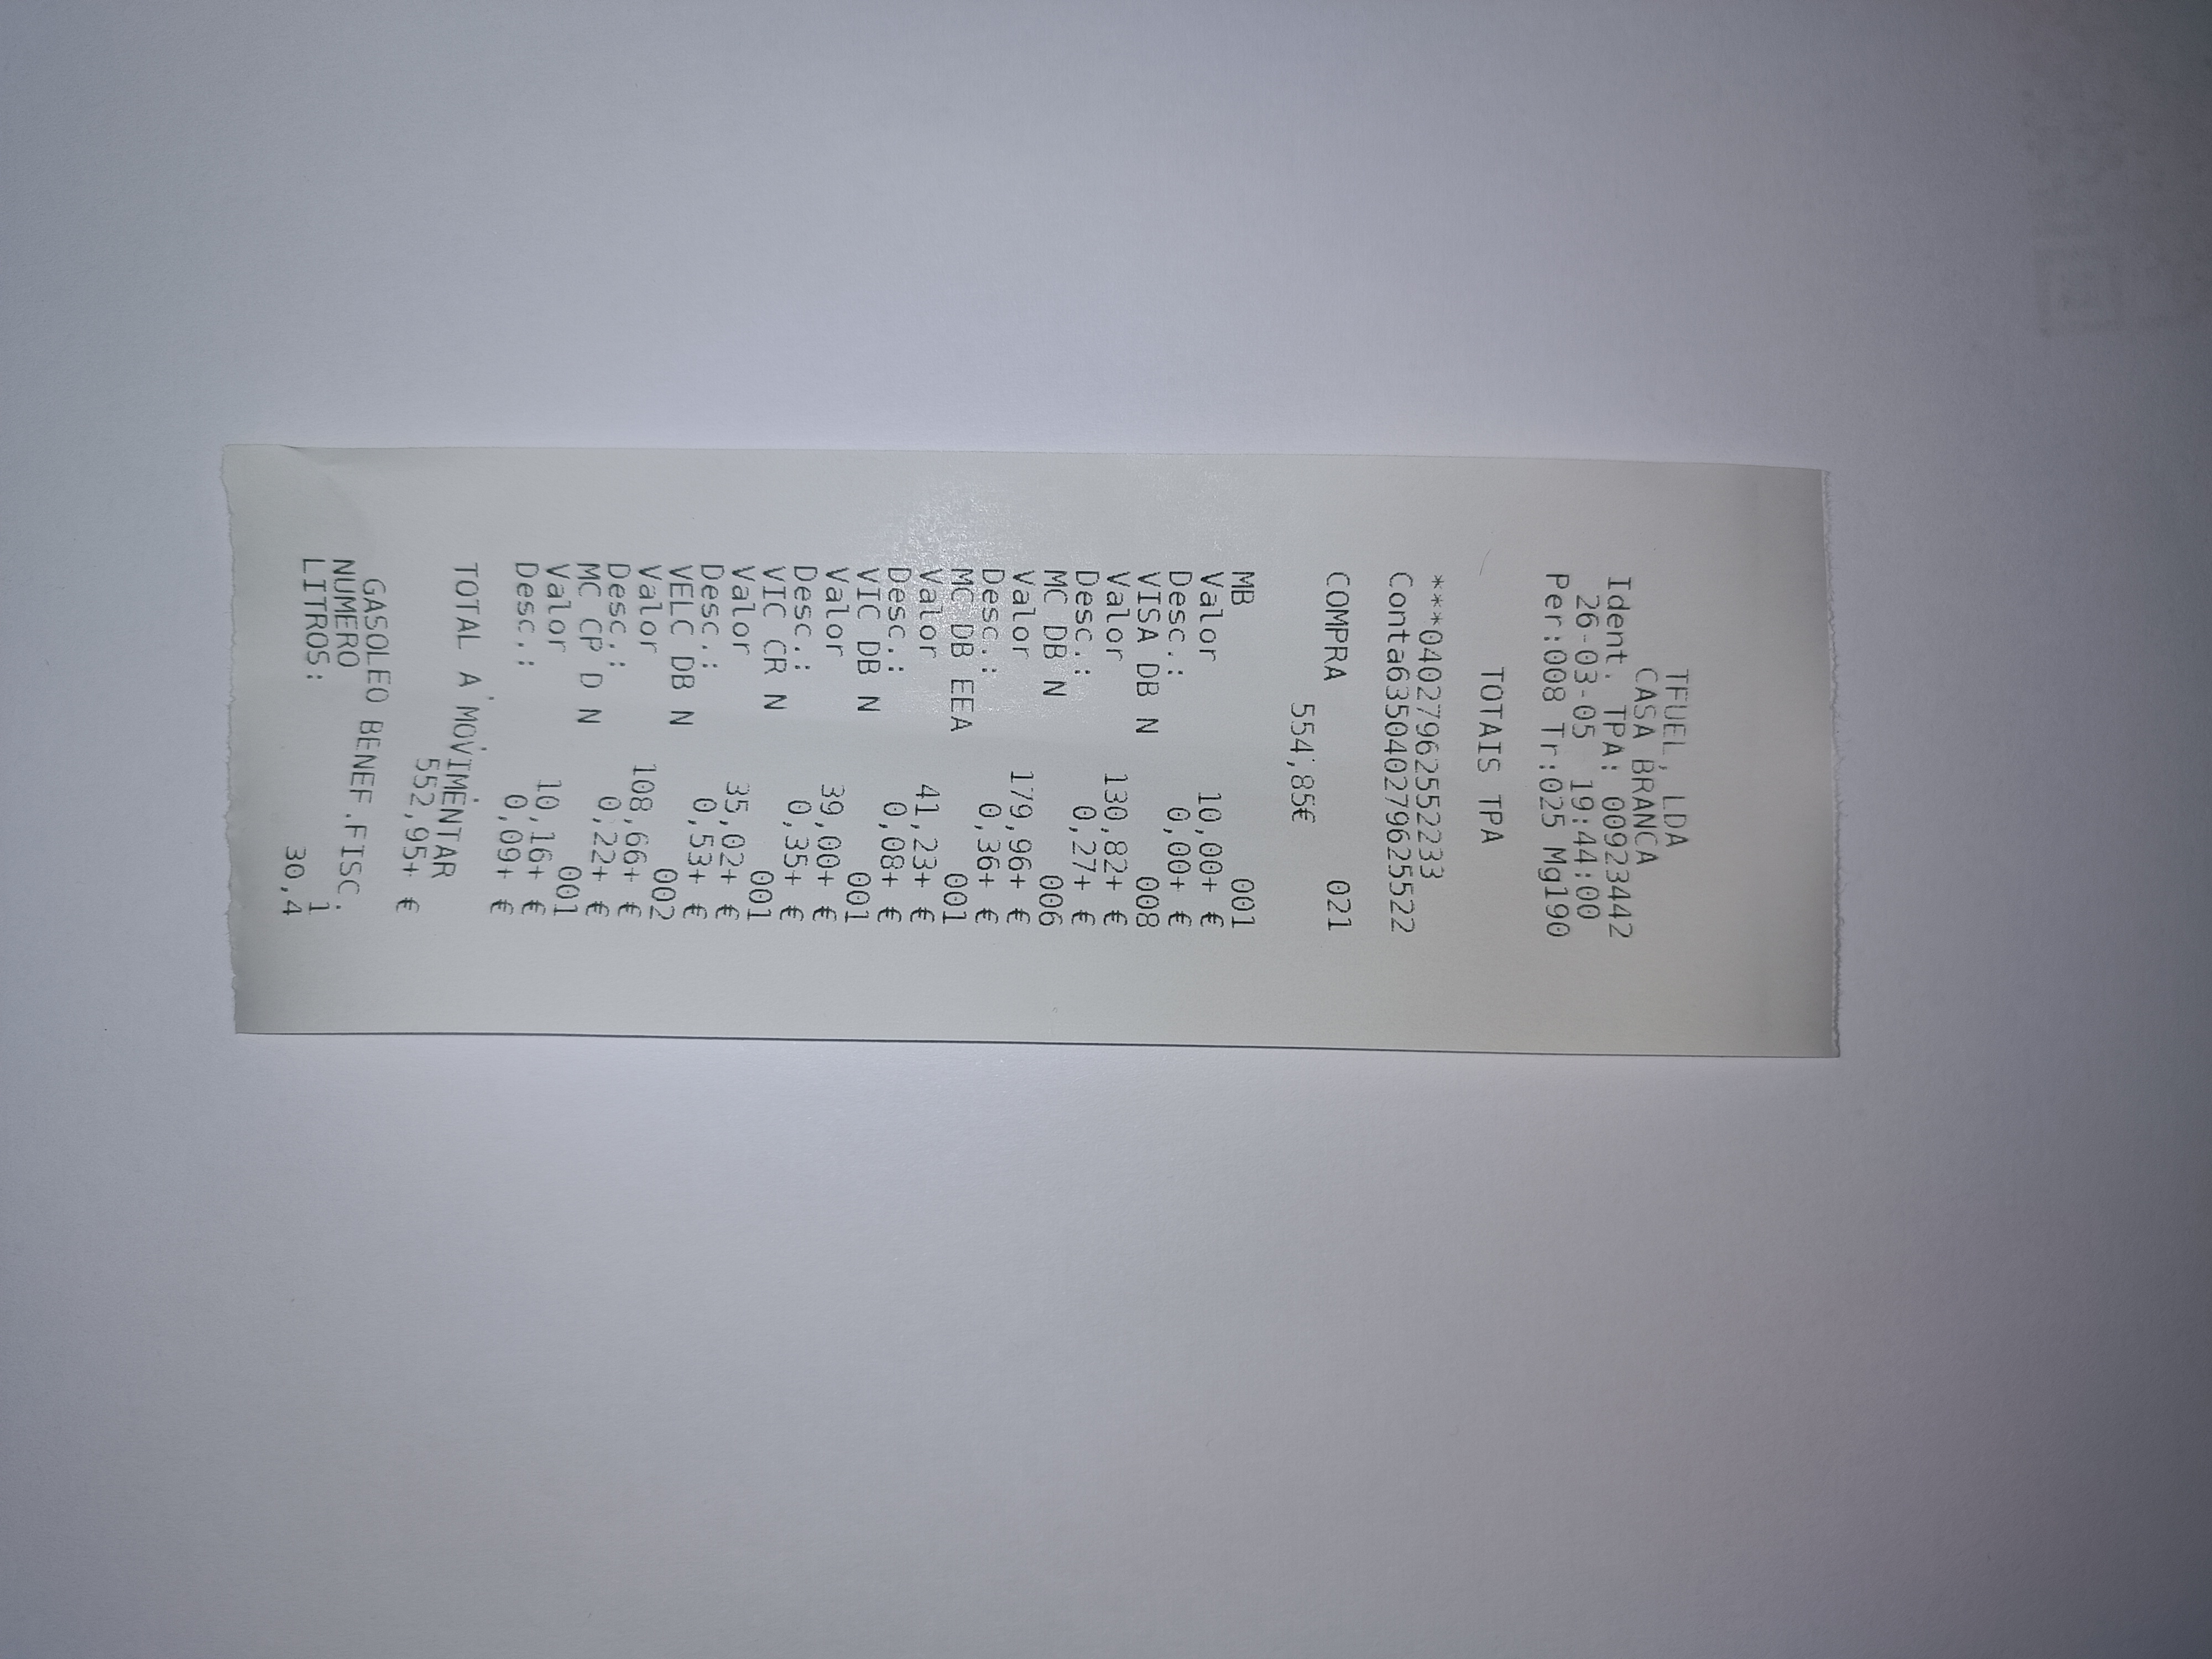 TFUEL, LDA
CASA BRANCA
Ident. TPA: 00923442
26-03-05 19:44:00
Per:008 Tr:025 Mg190
TOTAIS TPA
***04027962552233
Conta635040279625522
COMPRA 021
554,85€
MB 001
Valor 10,00+ €
Desc.: 0,00+ €
VISA DB N 008
Valor 130,82+ €
Desc.: 0,27+ €
MC DB N 006
Valor 179,96+ €
Desc.: 0,36+ €
MC DB EEA 001
Valor 41,23+ €
Desc.: 0,08+ €
VIC DB N 001
Valor 39,00+ €
Desc.: 0,35+ €
VIC CR N 001
Valor 35,02+ €
Desc.: 0,53+ €
VELC DB N 002
Valor 108,66+ €
Desc.: 0,22+ €
MC CP D N 001
Valor 10,16+ €
Desc.: 0,09+ €
TOTAL A MOVIMENTAR
552,95+ €
GASOLEO BENEF.FISC.
NUMERO 1
LITROS: 30,4